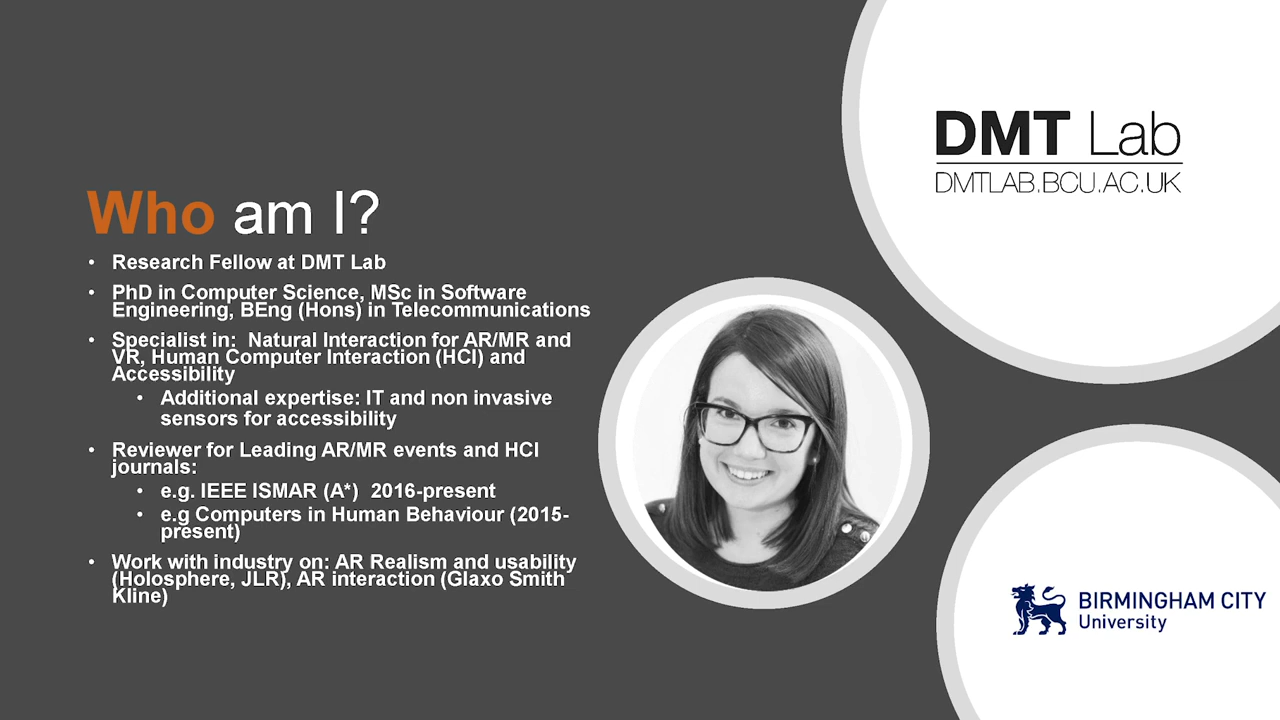 Who am I?
• Research Fellow at DMT Lab
• PhD in Computer Science, MSc in Software
Engineering, BEng (Hons) in Telecommunications
• Specialist in: Natural Interaction for AR/MR and
VR, Human Computer Interaction (HCI) and
Accessibility
• Additional expertise: IT and non invasive
sensors for accessibility
• Reviewer for Leading AR/MR events and HCI
journals:
• e.g. IEEE ISMAR (A*) 2016-present
• e.g Computers in Human Behaviour (2015-
present)
• Work with industry on: AR Realism and usability
(Holosphere, JLR), AR interaction (Glaxo Smith
Kline)
DMT Lab
DMTLAB.BCU.AC.UK
BIRMINGHAM CITY
University